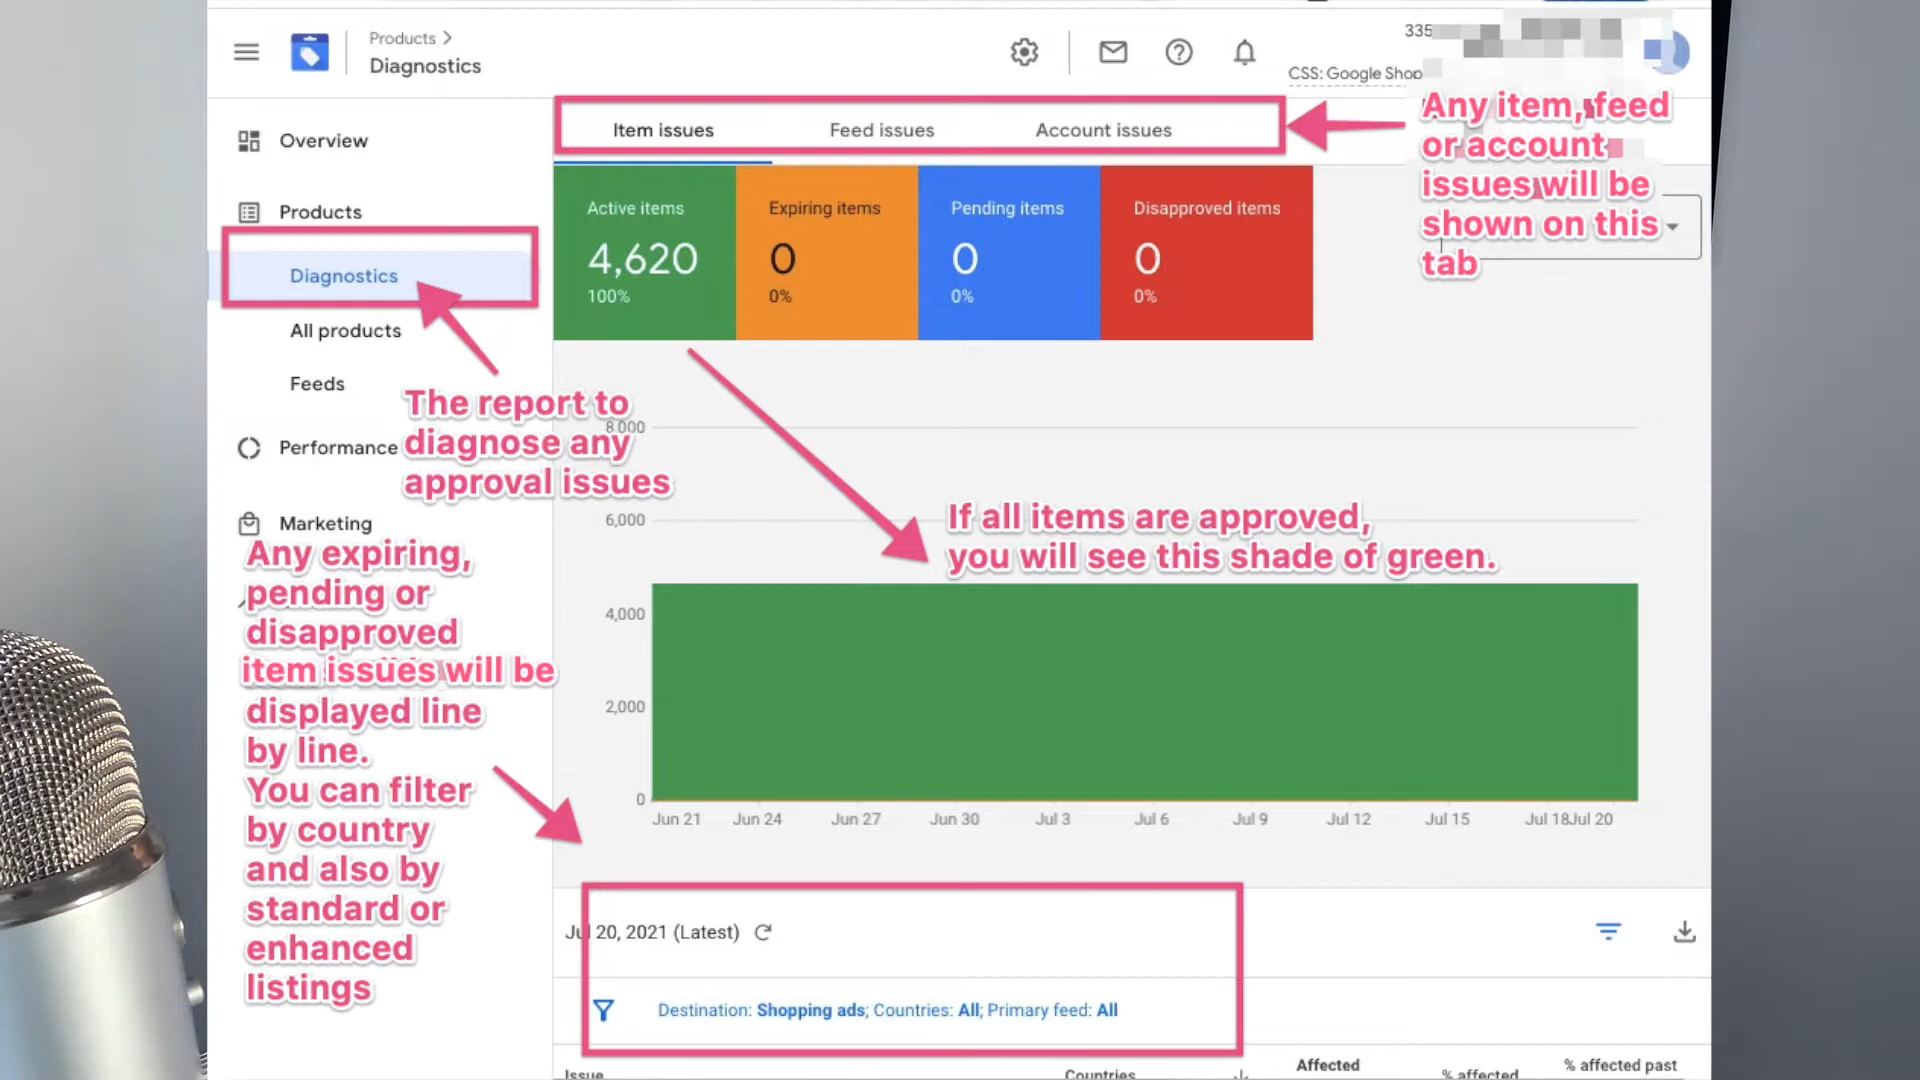 Products >
Diagnostics
335
CSS: Google Shop
Overview
Products
Diagnostics
All products
Feeds
Performance
Marketing
Item issues
Feed issues
Account issues
Active items
4,620
100%
Expiring items
0
0%
Pending items
0
0%
Disapproved items
0
0%
Any item, feed
or account
issues will be
shown on this
tab
The report to
diagnose any
approval issues
If all items are approved,
you will see this shade of green.
Any expiring,
pending or
disapproved
item issues will be
displayed line
by line.
You can filter
by country
and also by
standard or
enhanced
listings
8,000
6,000
4,000
2,000
0
Jun 21 Jun 24 Jun 27 Jun 30 Jul 3 Jul 6 Jul 9 Jul 12 Jul 15 Jul 18 Jul 20
Jul 20, 2021 (Latest)
Destination: Shopping ads; Countries: All; Primary feed: All
Issue
Countries
Affected
% affected
% affected past